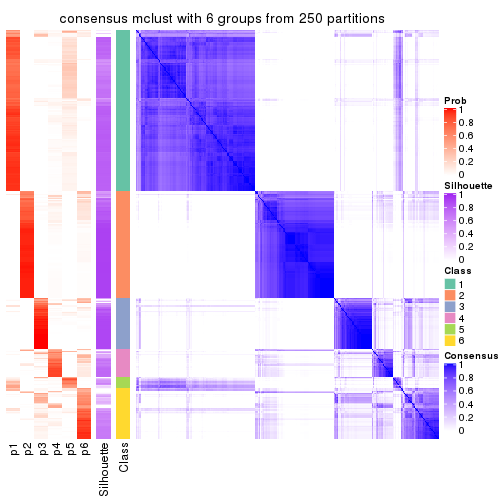 consensus mclust with 6 groups from 250 partitions
Prob
1
0.8
0.6
0.4
0.2
0
Silhouette
1
0.8
0.6
0.4
0.2
0
Class
1
2
3
4
5
6
Consensus
1
0.8
0.6
0.4
0.2
0
p1
p2
p3
p4
p5
p6
Silhouette
Class